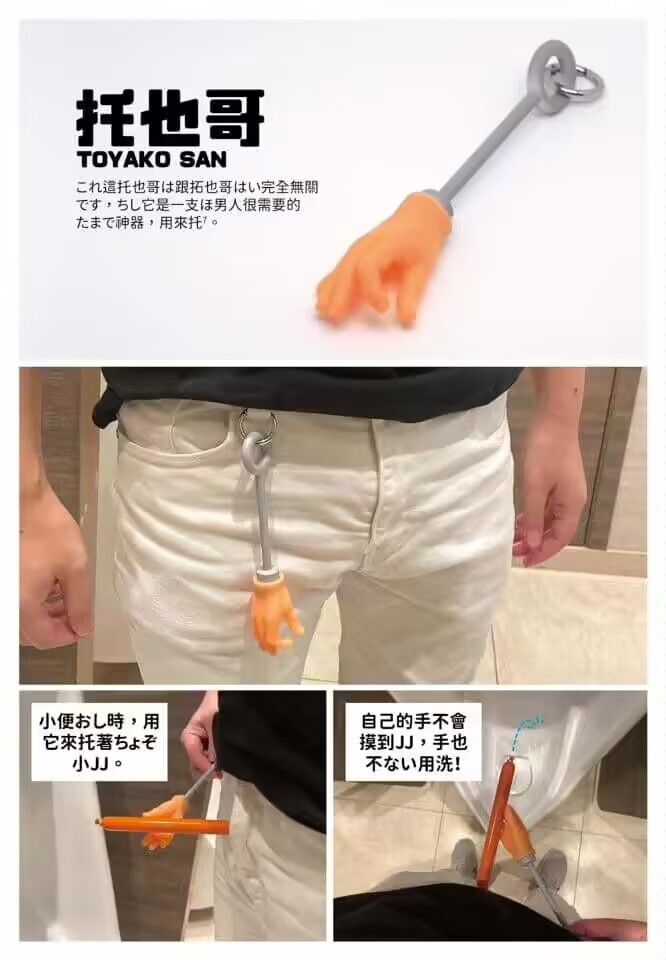 托也哥
TOYAKO SAN
これ這托也哥は跟拓也哥はい完全無關
です，ちし它是一支ほ男人很需要的
たまで神器，用來托⁷。
小便おし時，用
它來托著ちょぞ
小JJ。
自己的手不會
摸到JJ，手也
不ない用洗！